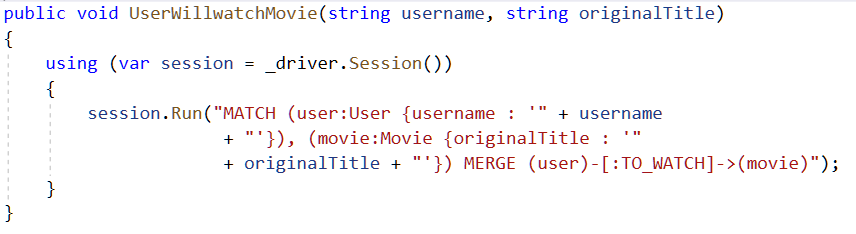 public void UserWillwatchMovie(string username, string originalTitle)
{
using (var session = _driver.Session())
{
session.Run("MATCH (user:User {username : '" + username
+ "'}), (movie:Movie {originalTitle : '"
+ originalTitle + "'}) MERGE (user)-[:TO_WATCH]->(movie)");
}
}